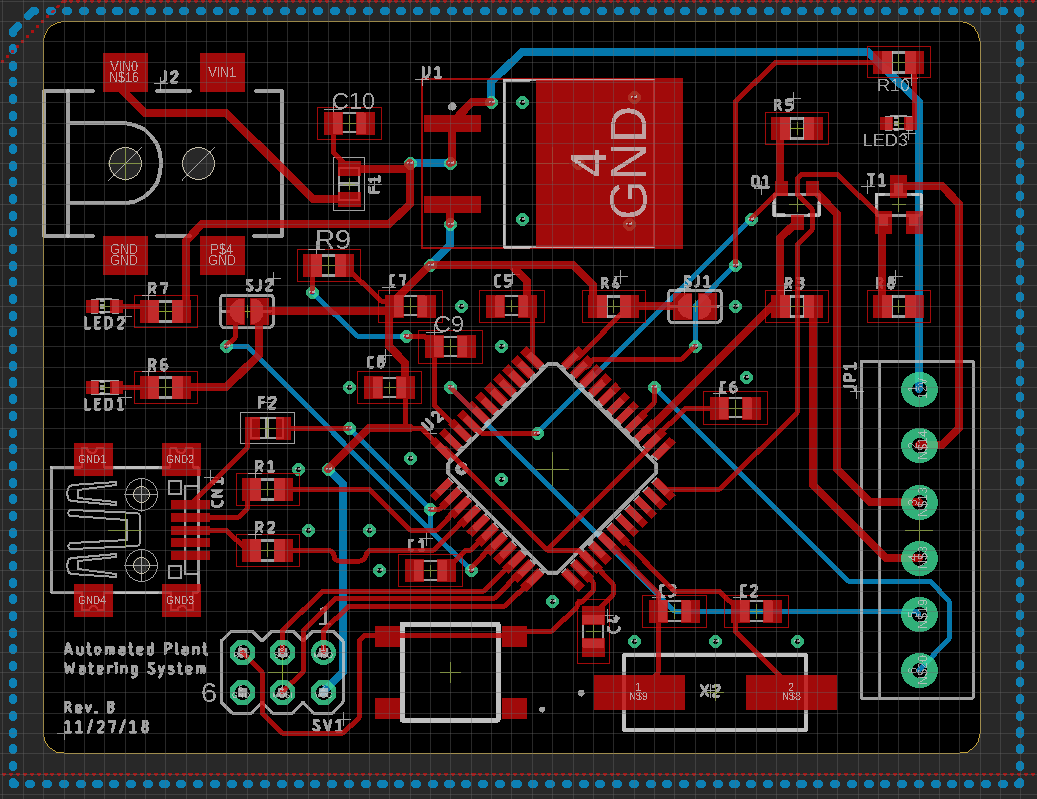 VIN0
N$16
VIN1
J2
U1
C10
F1
4
GND
R10
LED3
R5
Q1
T1
GND
GND
P$4
GND
R9
R7
SJ2
C7
C5
R4
SJ1
R3
R8
LED2
C9
C8
R6
LED1
JP1
C6
F2
U2
GND1
GND2
R1
CN1
R2
C1
GND4
GND3
C3
C2
C4
1
Automated Plant
Watering System
6
1
N$9
X2
2
N$8
Rev. B
11/27/18
SV1